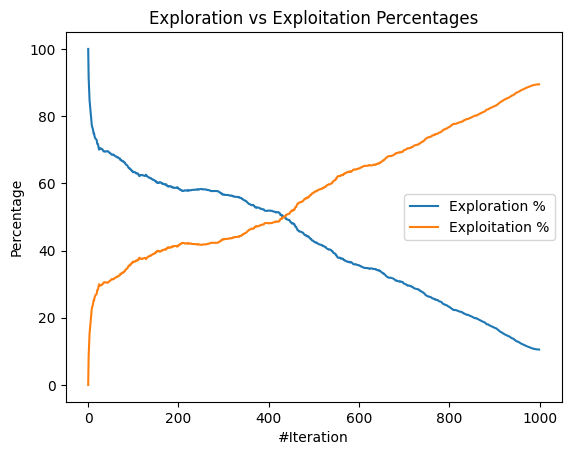 Exploration vs Exploitation Percentages
100
80
60
40
20
0
Percentage
Exploration %
Exploitation %
0
200
400
600
800
1000
#Iteration